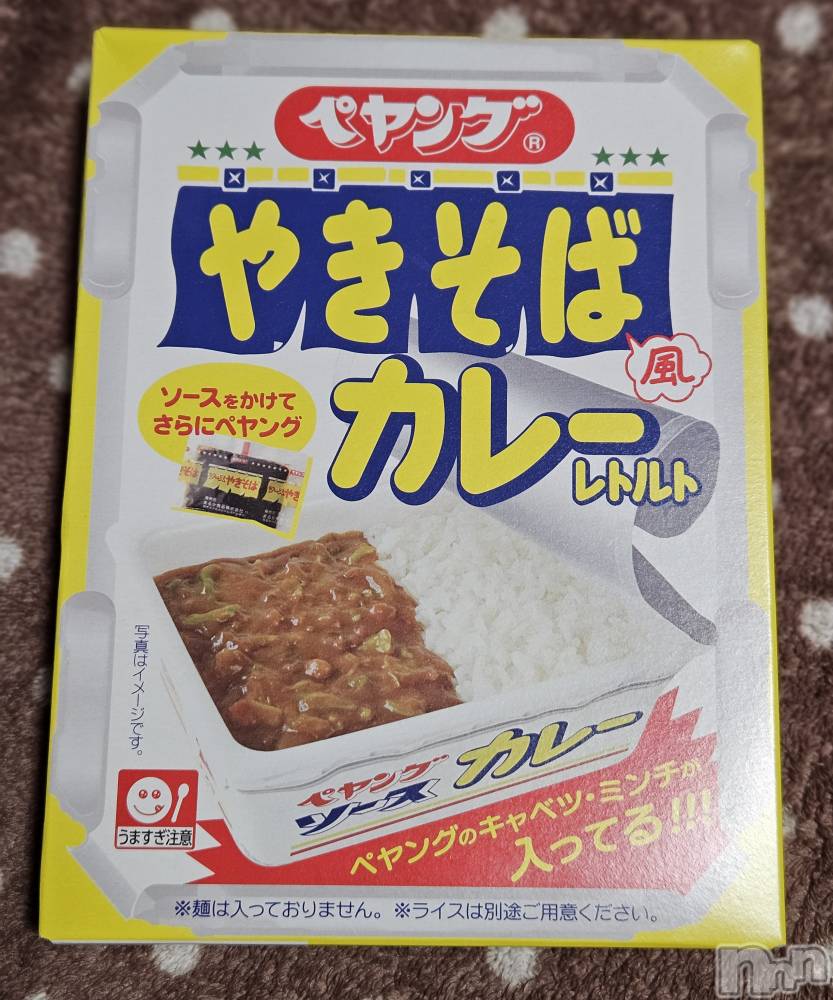 ペヤング®
やきそば
風
カレー
レトルト
ソースをかけて
さらにペヤング
やきそば
写真はイメージです。
ペヤング
ソース カレー
うますぎ注意
ペヤングのキャベツ・ミンチが
入ってる!!!
※麺は入っておりません。※ライスは別途ご用意ください。